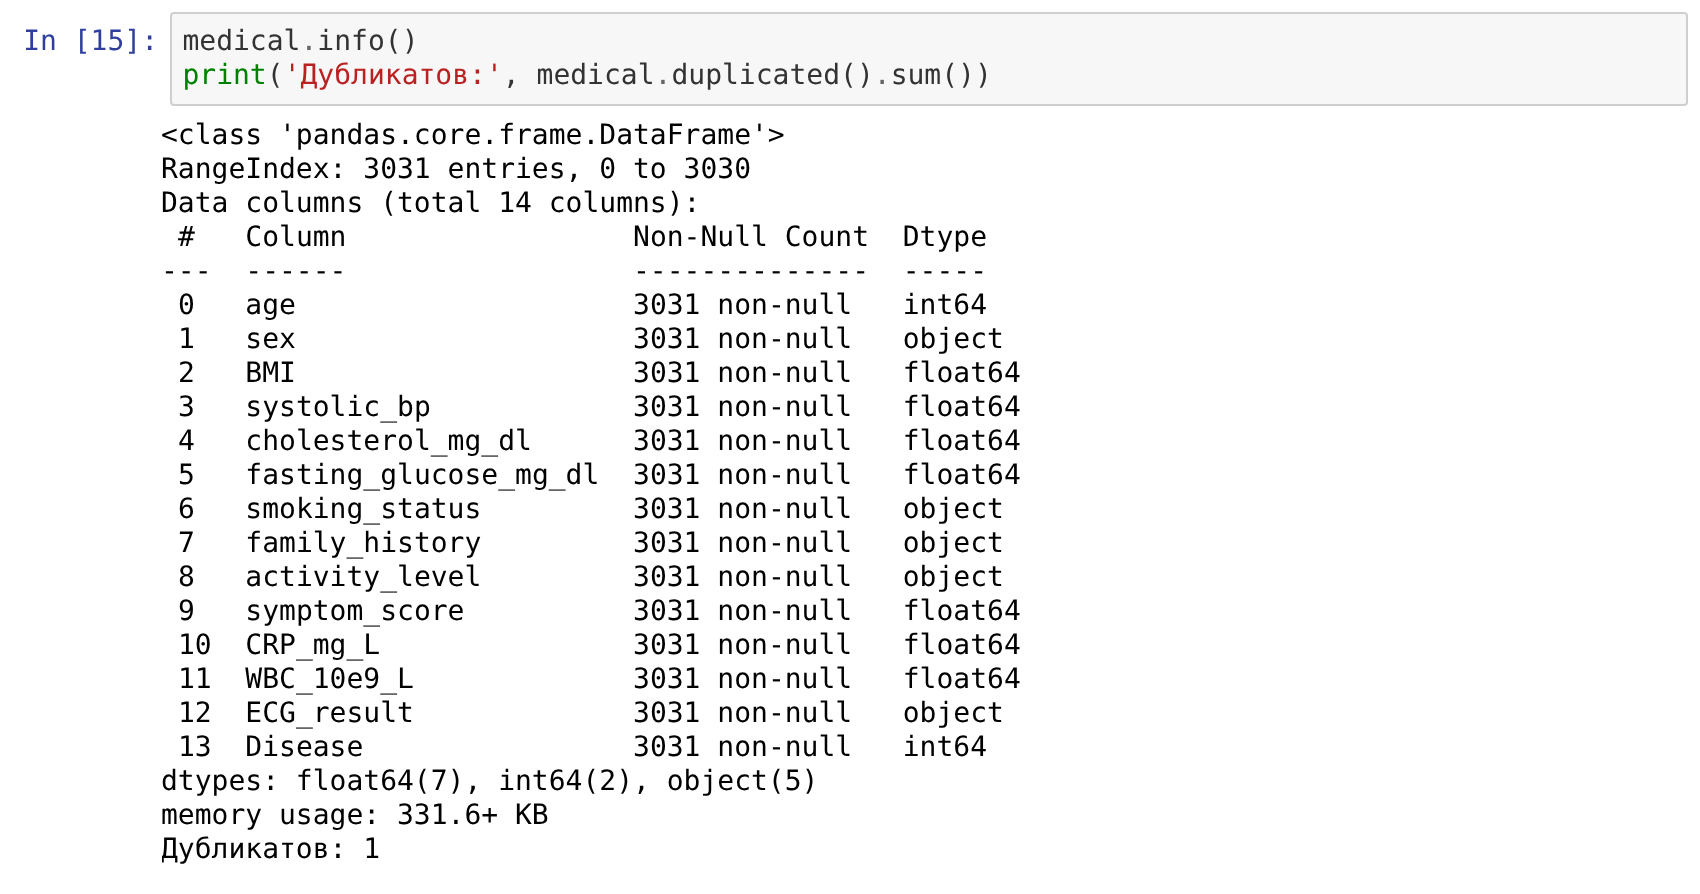 In [15]: medical.info()
print('Дубликатов:', medical.duplicated().sum())
<class 'pandas.core.frame.DataFrame'>
RangeIndex: 3031 entries, 0 to 3030
Data columns (total 14 columns):
 #   Column                 Non-Null Count  Dtype
---  ------                 --------------  -----
 0   age                    3031 non-null   int64
 1   sex                    3031 non-null   object
 2   BMI                    3031 non-null   float64
 3   systolic_bp            3031 non-null   float64
 4   cholesterol_mg_dl      3031 non-null   float64
 5   fasting_glucose_mg_dl  3031 non-null   float64
 6   smoking_status         3031 non-null   object
 7   family_history         3031 non-null   object
 8   activity_level         3031 non-null   object
 9   symptom_score          3031 non-null   float64
 10  CRP_mg_L               3031 non-null   float64
 11  WBC_10e9_L             3031 non-null   float64
 12  ECG_result             3031 non-null   object
 13  Disease                3031 non-null   int64
dtypes: float64(7), int64(2), object(5)
memory usage: 331.6+ KB
Дубликатов: 1